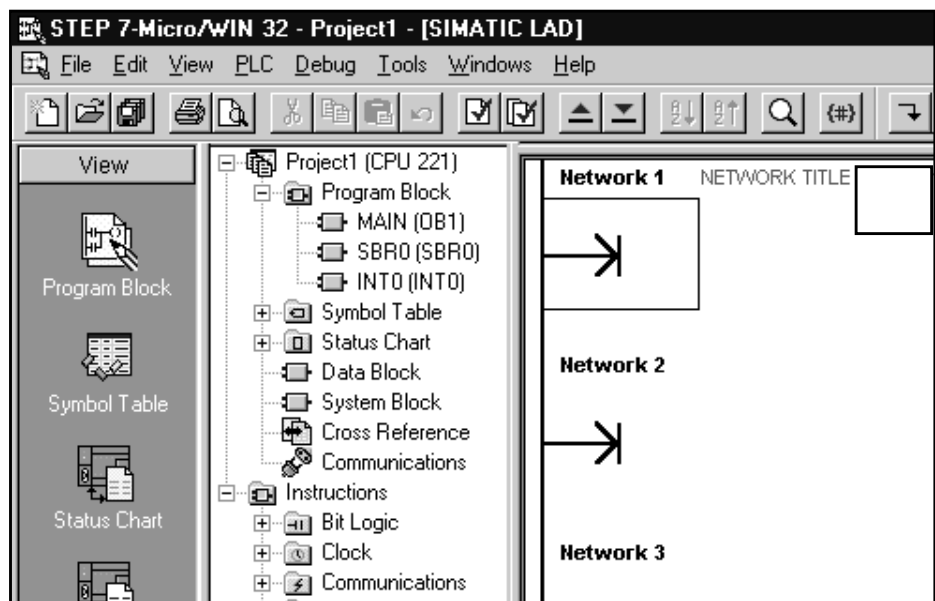 STEP 7-Micro/WIN 32 - Project1 - [SIMATIC LAD]
File Edit View PLC Debug Tools Windows Help
View
Program Block
Symbol Table
Status Chart
Project1 (CPU 221)
Program Block
MAIN (OB1)
SBR0 (SBR0)
INT0 (INT0)
Symbol Table
Status Chart
Data Block
System Block
Cross Reference
Communications
Instructions
Bit Logic
Clock
Communications
Network 1 NETWORK TITLE
Network 2
Network 3